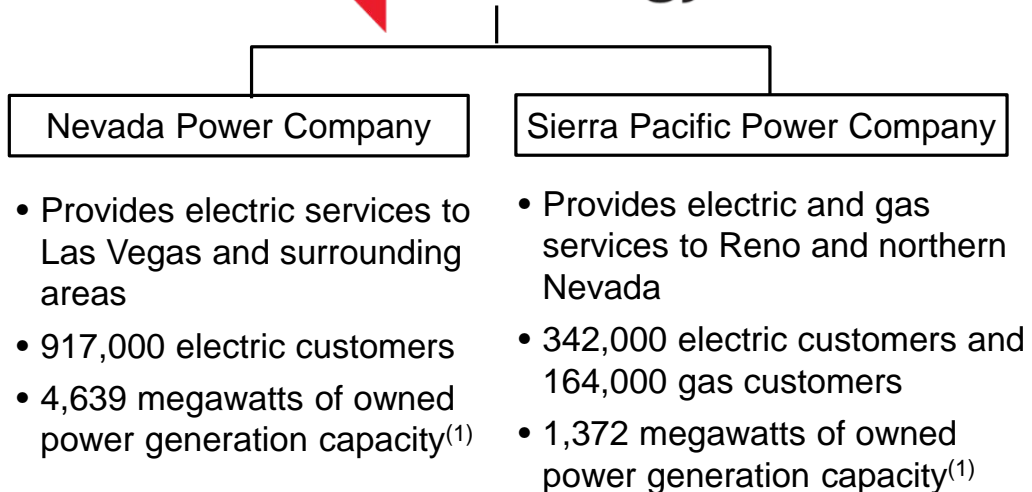 Nevada Power Company
• Provides electric services to
Las Vegas and surrounding
areas
• 917,000 electric customers
• 4,639 megawatts of owned
power generation capacity(1)
Sierra Pacific Power Company
• Provides electric and gas
services to Reno and northern
Nevada
• 342,000 electric customers and
164,000 gas customers
• 1,372 megawatts of owned
power generation capacity(1)